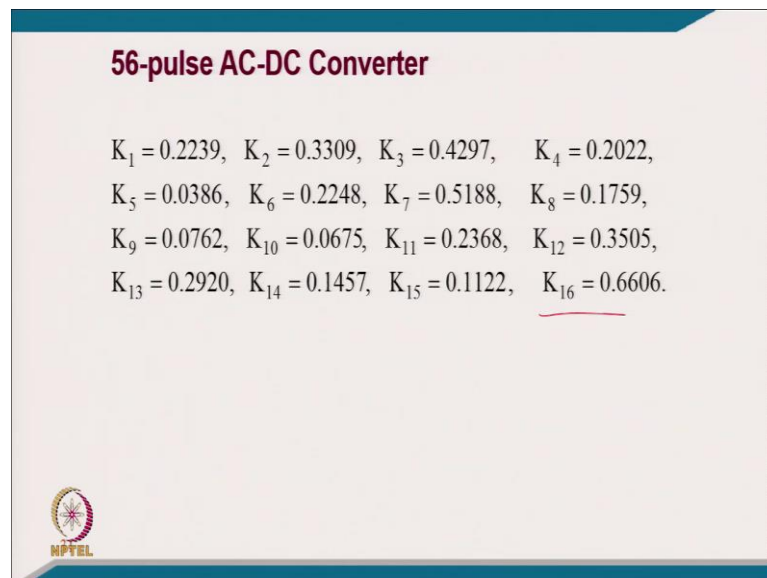 56-pulse AC-DC Converter
K₁ = 0.2239, K₂ = 0.3309, K₃ = 0.4297, K₄ = 0.2022,
K₅ = 0.0386, K₆ = 0.2248, K₇ = 0.5188, K₈ = 0.1759,
K₉ = 0.0762, K₁₀ = 0.0675, K₁₁ = 0.2368, K₁₂ = 0.3505,
K₁₃ = 0.2920, K₁₄ = 0.1457, K₁₅ = 0.1122, K₁₆ = 0.6606.
NPTEL